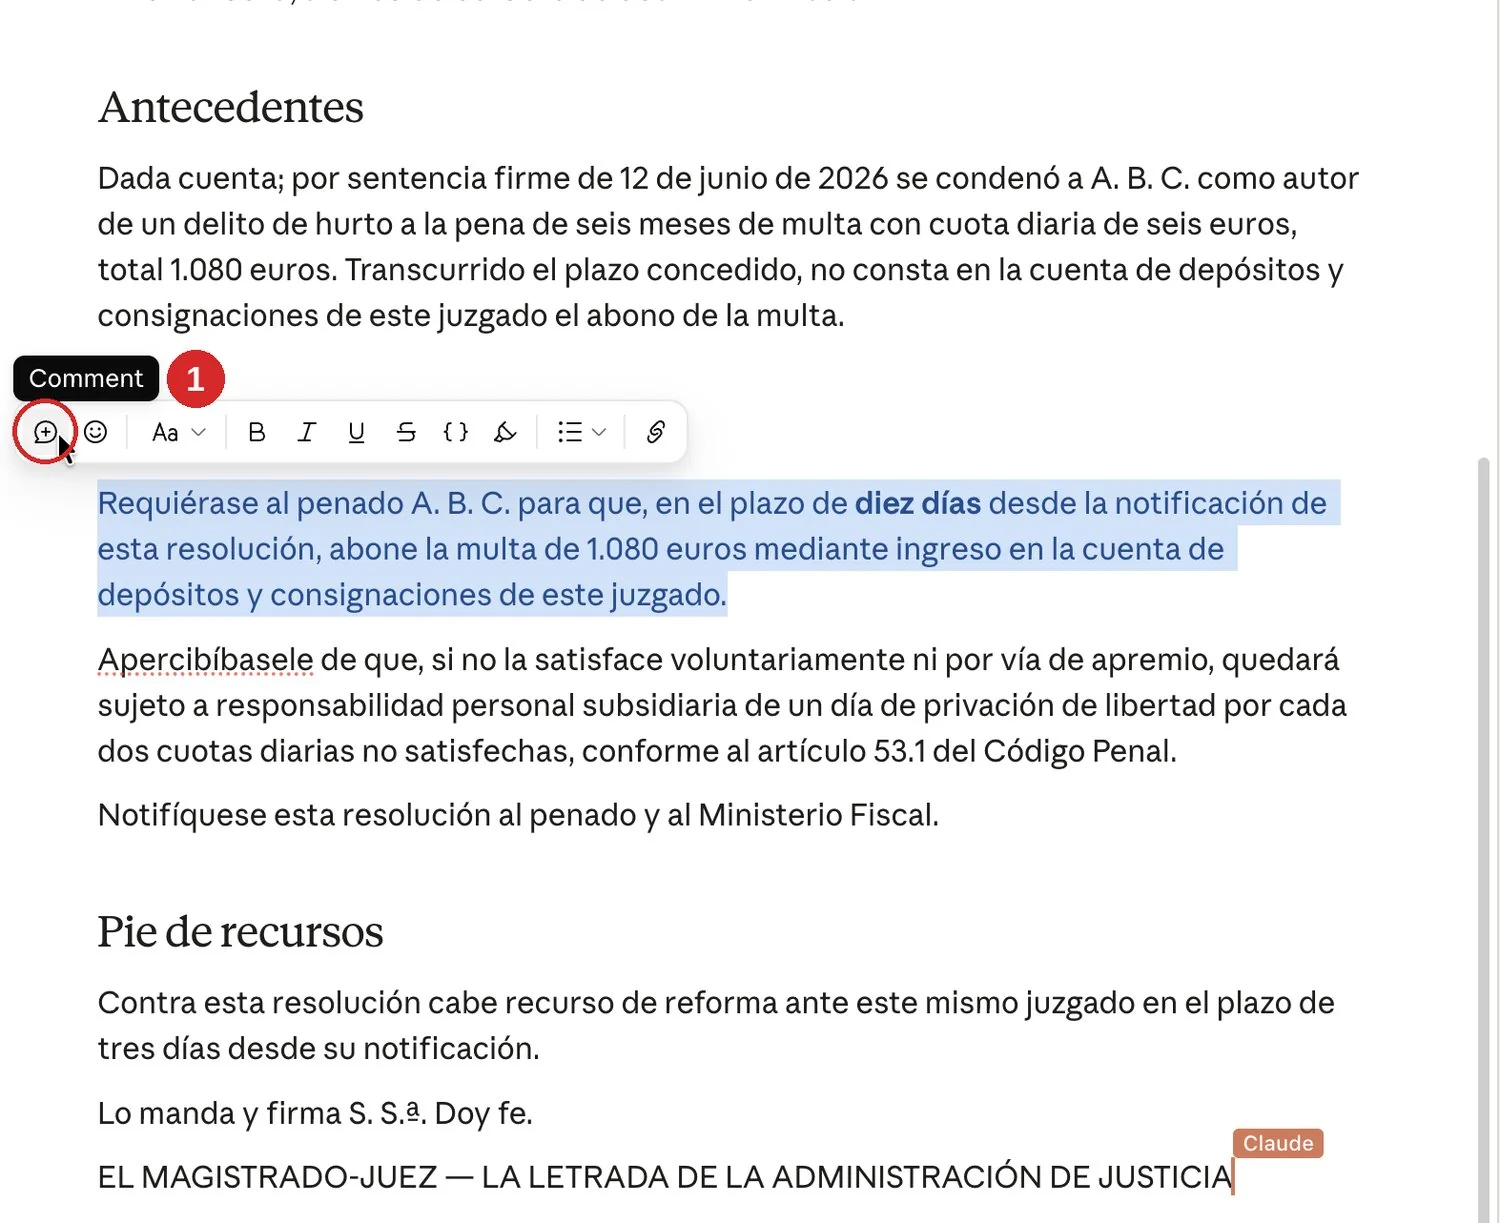 Antecedentes
Dada cuenta; por sentencia firme de 12 de junio de 2026 se condenó a A. B. C. como autor
de un delito de hurto a la pena de seis meses de multa con cuota diaria de seis euros,
total 1.080 euros. Transcurrido el plazo concedido, no consta en la cuenta de depósitos y
consignaciones de este juzgado el abono de la multa.
Comment 1
Aa B I U S {}
Requiérase al penado A. B. C. para que, en el plazo de diez días desde la notificación de
esta resolución, abone la multa de 1.080 euros mediante ingreso en la cuenta de
depósitos y consignaciones de este juzgado.
Apercibíbasele de que, si no la satisface voluntariamente ni por vía de apremio, quedará
sujeto a responsabilidad personal subsidiaria de un día de privación de libertad por cada
dos cuotas diarias no satisfechas, conforme al artículo 53.1 del Código Penal.
Notifíquese esta resolución al penado y al Ministerio Fiscal.
Pie de recursos
Contra esta resolución cabe recurso de reforma ante este mismo juzgado en el plazo de
tres días desde su notificación.
Lo manda y firma S. S.ª. Doy fe.
Claude
EL MAGISTRADO-JUEZ — LA LETRADA DE LA ADMINISTRACIÓN DE JUSTICIA